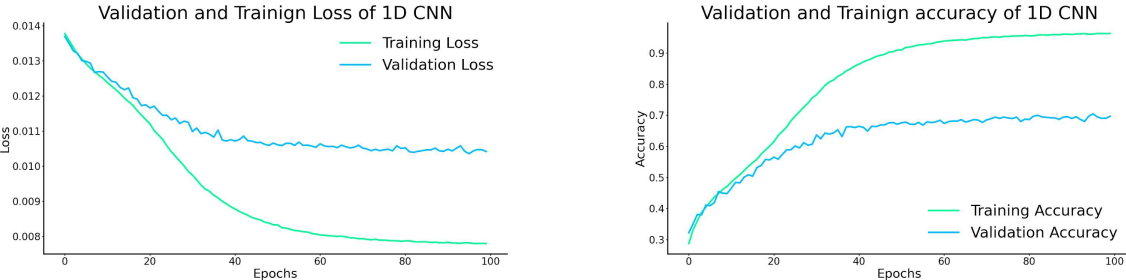 Validation and Trainign Loss of 1D CNN
0.014
0.013
0.012
0.011
0.010
0.009
0.008
Loss
Training Loss
Validation Loss
0
20
40
60
80
100
Epochs
Validation and Trainign accuracy of 1D CNN
0.9
0.8
0.7
0.6
0.5
0.4
0.3
Accuracy
Training Accuracy
Validation Accuracy
0
20
40
60
80
100
Epochs